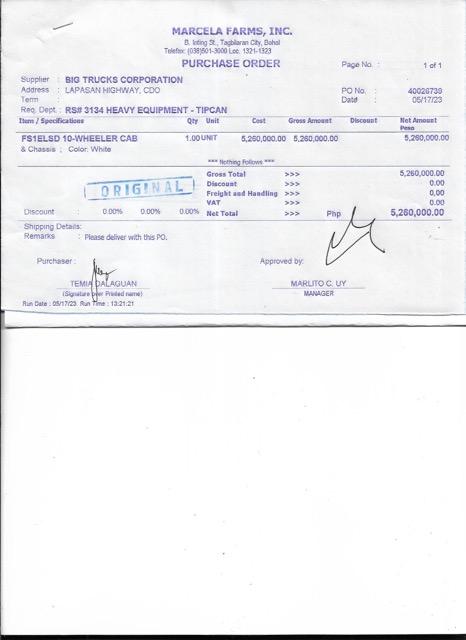 MARCELA FARMS, INC.
B. Inting St., Tagbilaran City, Bohol
Telefax: (038)501-3000 Loc. 1321-1323
PURCHASE ORDER
Page No. : 1 of 1
Supplier : BIG TRUCKS CORPORATION
Address : LAPASAN HIGHWAY, CDO
PO No. : 40026739
Term :
Date : 05/17/23
Req. Dept. : RS# 3134 HEAVY EQUIPMENT - TIPCAN
Item / Specifications Qty Unit Cost Gross Amount Discount Net Amount
Peso
FS1ELSD 10-WHEELER CAB 1.00 UNIT 5,260,000.00 5,260,000.00 5,260,000.00
& Chassis ; Color: White
*** Nothing Follows ***
Gross Total >>> 5,260,000.00
Discount >>> 0.00
Freight and Handling >>> 0.00
VAT >>> 0.00
ORIGINAL
Discount : 0.00% 0.00% 0.00% Net Total >>> Php 5,260,000.00
Shipping Details:
Remarks : Please deliver with this PO.
Purchaser : Approved by:
TEMIA DALAGUAN MARLITO C. UY
(Signature over Printed name) MANAGER
Run Date : 05/17/23 Run Time : 13:21:21